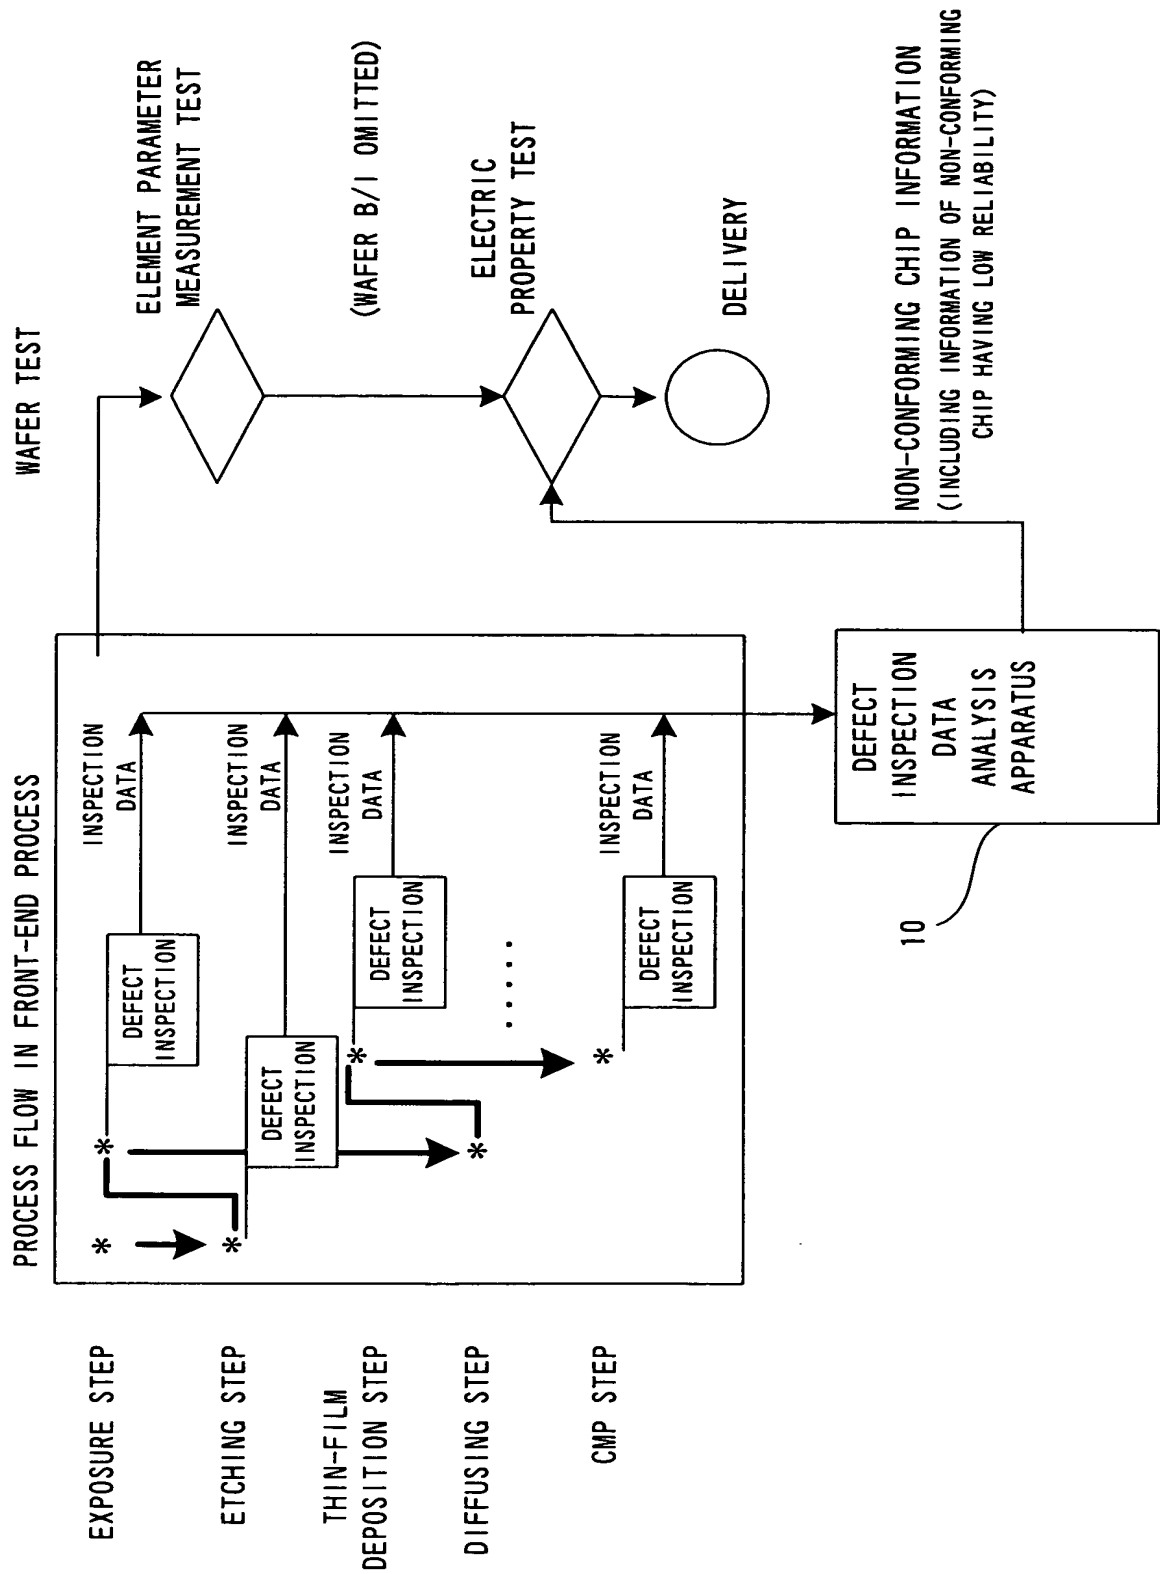 PROCESS FLOW IN FRONT-END PROCESS
WAFER TEST
EXPOSURE STEP
ETCHING STEP
THIN-FILM
DEPOSITION STEP
DIFFUSING STEP
CMP STEP
*
*
*
*
*
*
DEFECT
INSPECTION
INSPECTION
DATA
DEFECT
INSPECTION
INSPECTION
DATA
DEFECT
INSPECTION
INSPECTION
DATA
.....
DEFECT
INSPECTION
INSPECTION
DATA
ELEMENT PARAMETER
MEASUREMENT TEST
(WAFER B/I OMITTED)
ELECTRIC
PROPERTY TEST
DELIVERY
DEFECT
INSPECTION
DATA
ANALYSIS
APPARATUS
10
NON-CONFORMING CHIP INFORMATION
(INCLUDING INFORMATION OF NON-CONFORMING
CHIP HAVING LOW RELIABILITY)